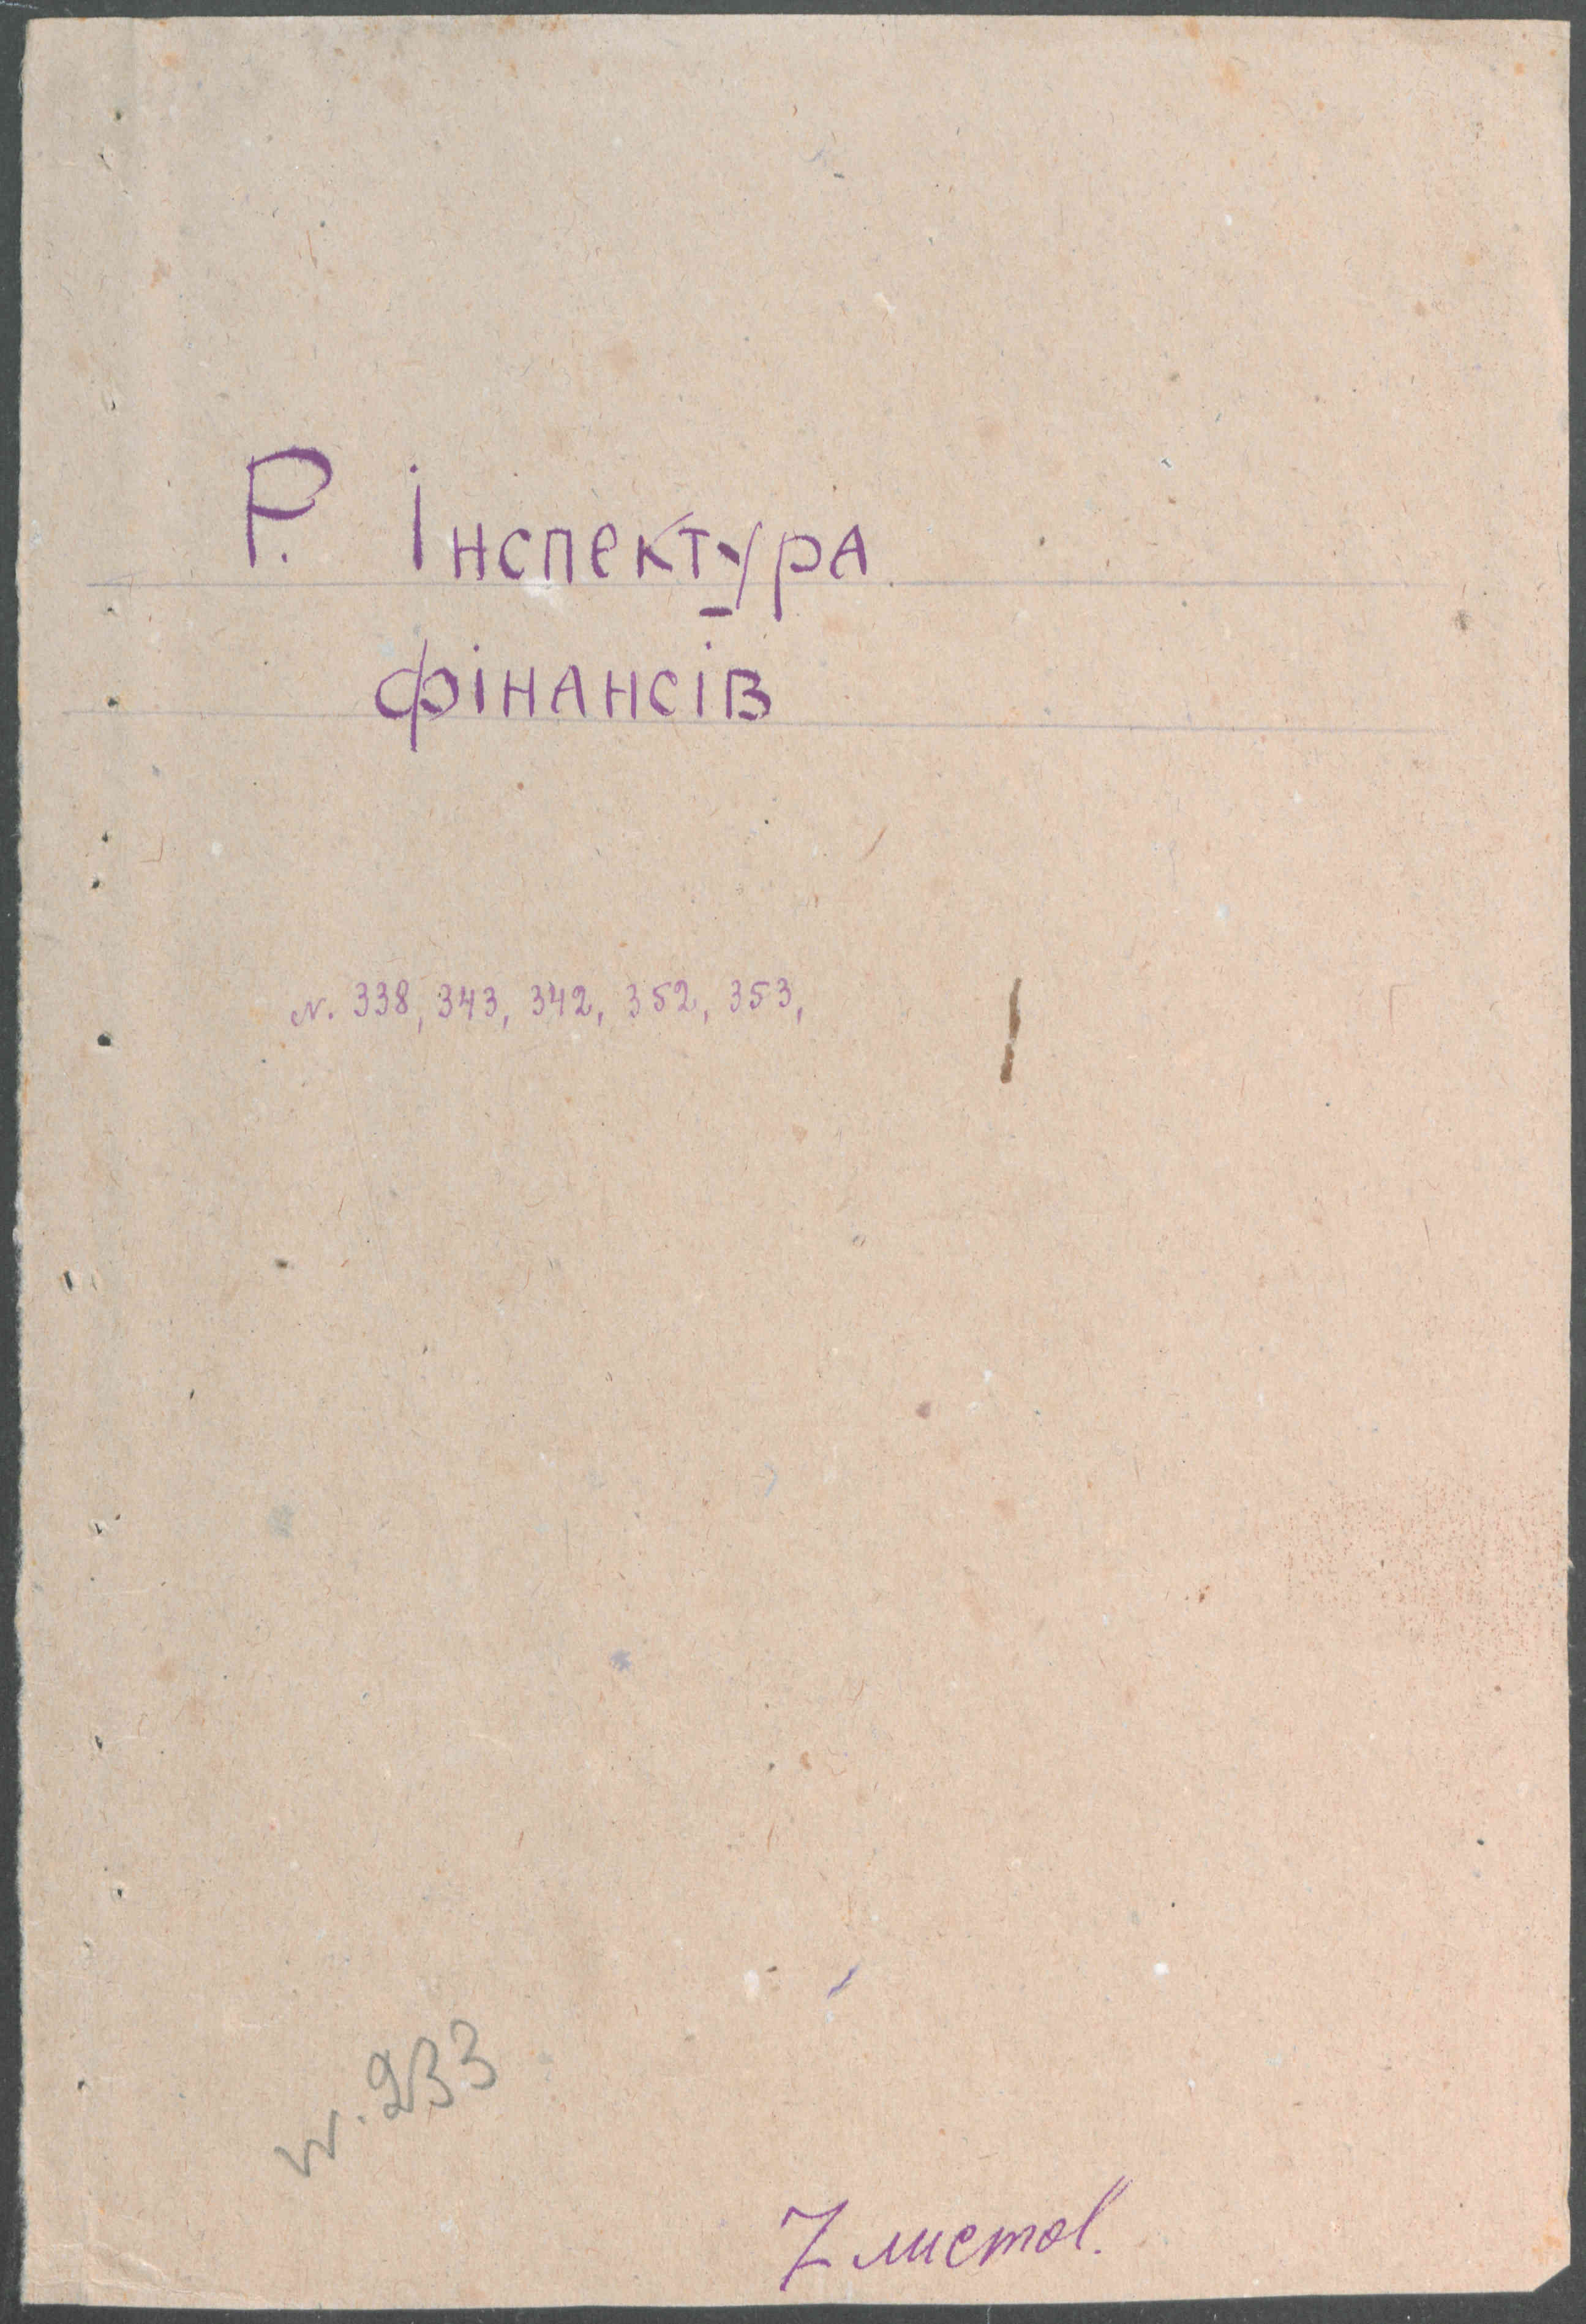 Р. Інспектура
фінансів
N. 338, 343, 342, 352, 353,
N. 233
7 листов.